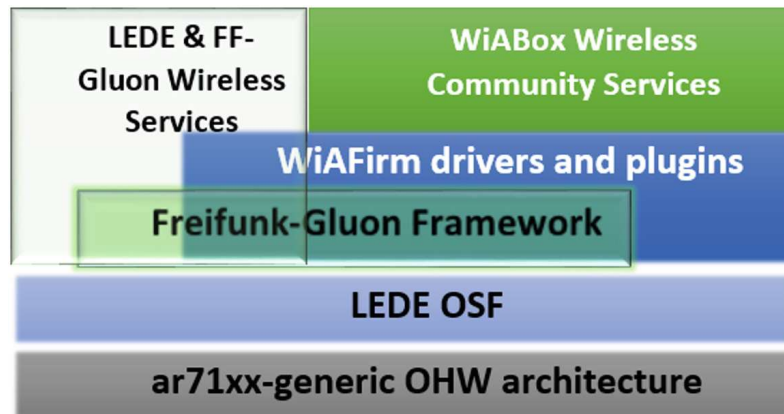 LEDE & FF-
Gluon Wireless
Services
WiABox Wireless
Community Services
WiAFirm drivers and plugins
Freifunk-Gluon Framework
LEDE OSF
ar71xx-generic OHW architecture